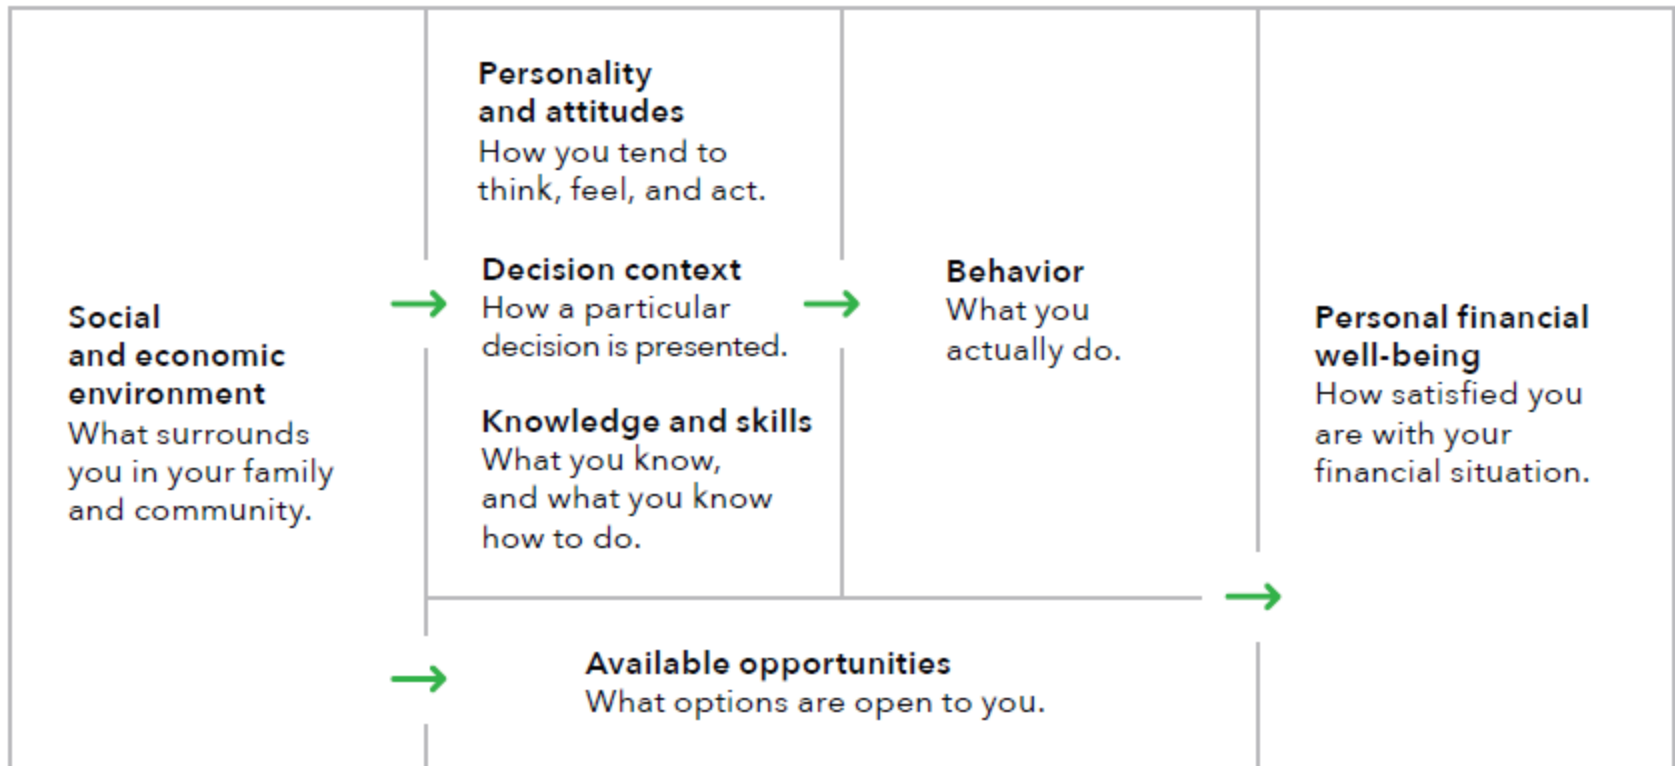 Social
and economic
environment
What surrounds
you in your family
and community.
Personality
and attitudes
How you tend to
think, feel, and act.
Decision context
How a particular
decision is presented.
Knowledge and skills
What you know,
and what you know
how to do.
Behavior
What you
actually do.
Available opportunities
What options are open to you.
Personal financial
well-being
How satisfied you
are with your
financial situation.